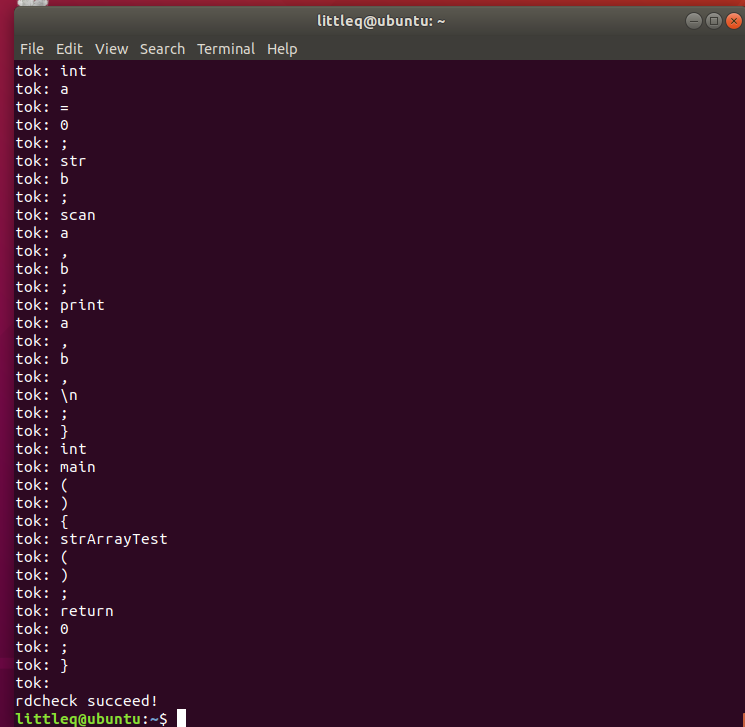 littleq@ubuntu: ~
File Edit View Search Terminal Help
tok: int
tok: a
tok: =
tok: 0
tok: ;
tok: str
tok: b
tok: ;
tok: scan
tok: a
tok: ,
tok: b
tok: ;
tok: print
tok: a
tok: ,
tok: b
tok: ,
tok: \n
tok: ;
tok: }
tok: int
tok: main
tok: (
tok: )
tok: {
tok: strArrayTest
tok: (
tok: )
tok: ;
tok: return
tok: 0
tok: ;
tok: }
tok:
rdcheck succeed!
littleq@ubuntu:~$